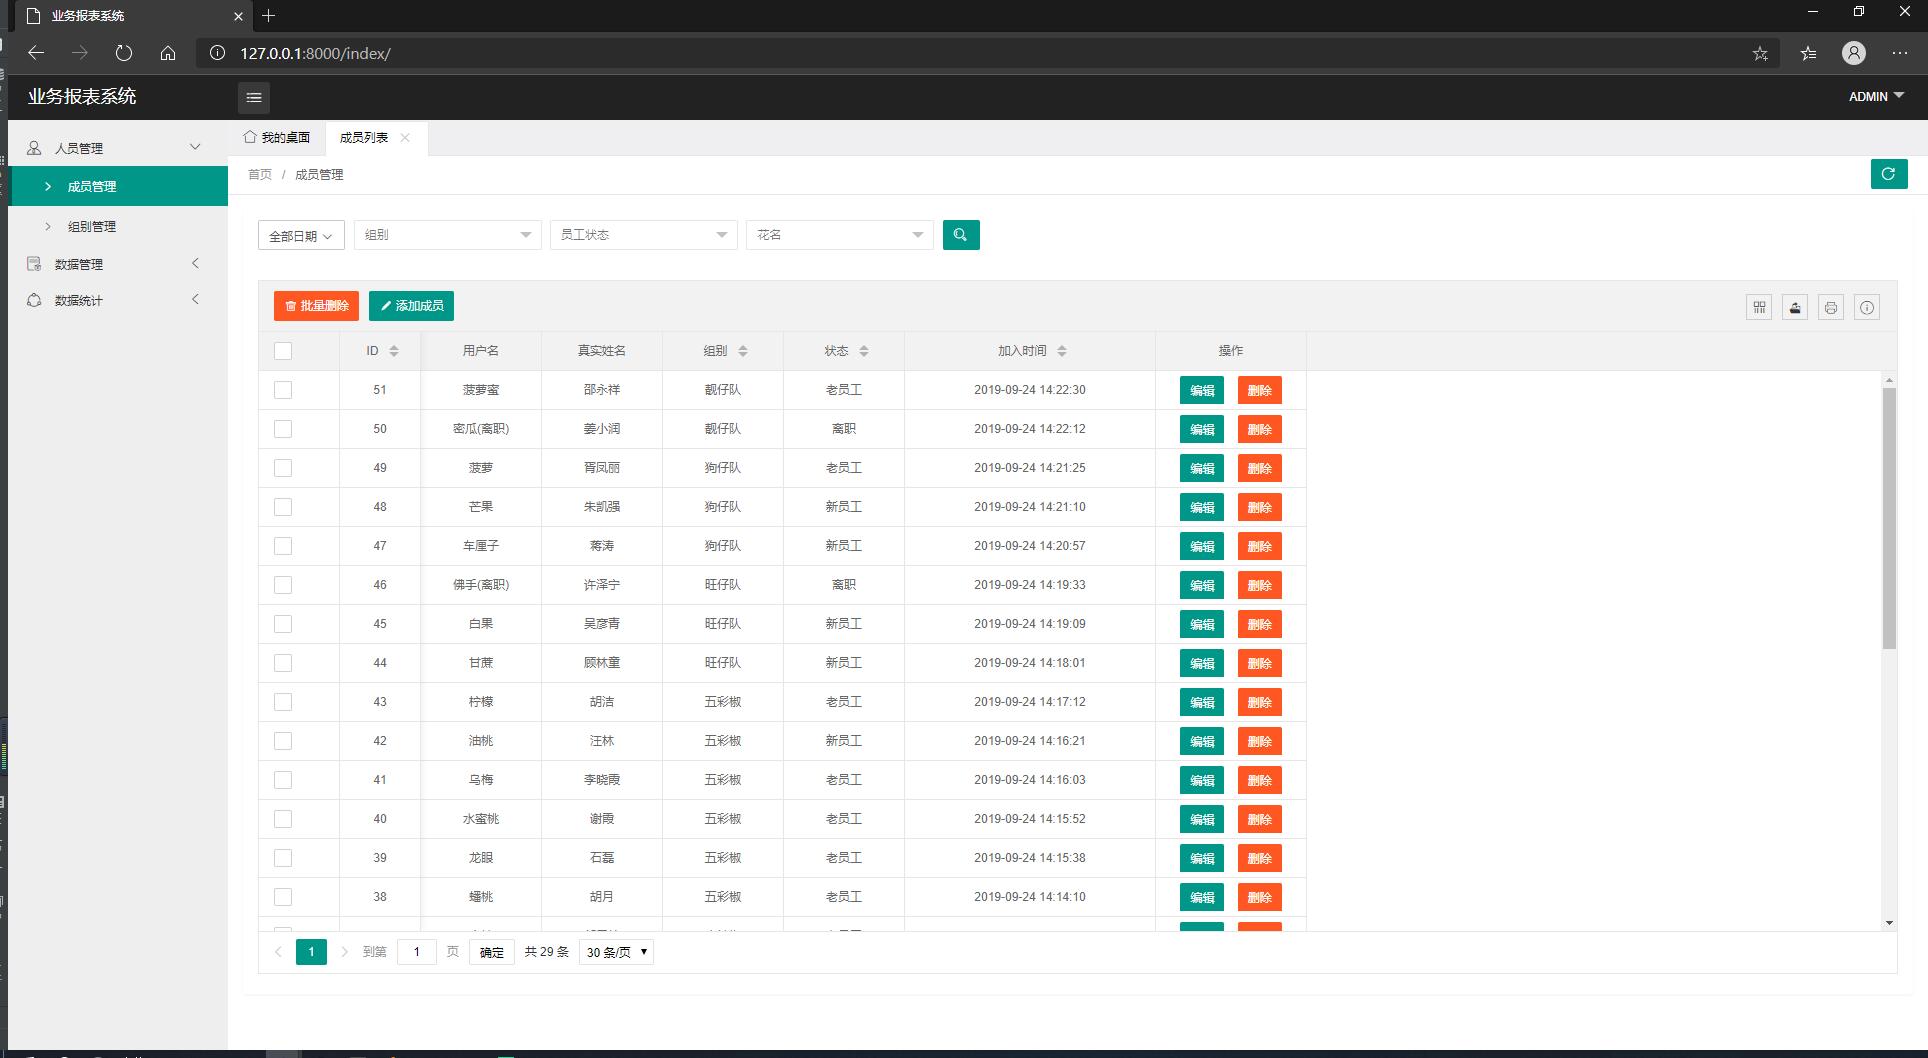 业务报表系统
127.0.0.1:8000/index/
业务报表系统
ADMIN
人员管理
成员管理
组别管理
数据管理
数据统计
我的桌面 成员列表
首页 / 成员管理
全部日期 组别 员工状态 花名
批量删除 添加成员
ID 用户名 真实姓名 组别 状态 加入时间 操作
51 菠萝蜜 邵永祥 靓仔队 老员工 2019-09-24 14:22:30 编辑 删除
50 密瓜(离职) 姜小润 靓仔队 离职 2019-09-24 14:22:12 编辑 删除
49 菠萝 胥凤丽 狗仔队 老员工 2019-09-24 14:21:25 编辑 删除
48 芒果 朱凯强 狗仔队 新员工 2019-09-24 14:21:10 编辑 删除
47 车厘子 蒋涛 狗仔队 新员工 2019-09-24 14:20:57 编辑 删除
46 佛手(离职) 许泽宁 旺仔队 离职 2019-09-24 14:19:33 编辑 删除
45 白果 吴彦青 旺仔队 新员工 2019-09-24 14:19:09 编辑 删除
44 甘蔗 顾林童 旺仔队 新员工 2019-09-24 14:18:01 编辑 删除
43 柠檬 胡洁 五彩椒 老员工 2019-09-24 14:17:12 编辑 删除
42 油桃 汪林 五彩椒 新员工 2019-09-24 14:16:21 编辑 删除
41 乌梅 李晓霞 五彩椒 老员工 2019-09-24 14:16:03 编辑 删除
40 水蜜桃 谢霞 五彩椒 老员工 2019-09-24 14:15:52 编辑 删除
39 龙眼 石磊 五彩椒 老员工 2019-09-24 14:15:38 编辑 删除
38 蟠桃 胡月 五彩椒 老员工 2019-09-24 14:14:10 编辑 删除
1 到第 1 页 确定 共 29 条 30 条/页